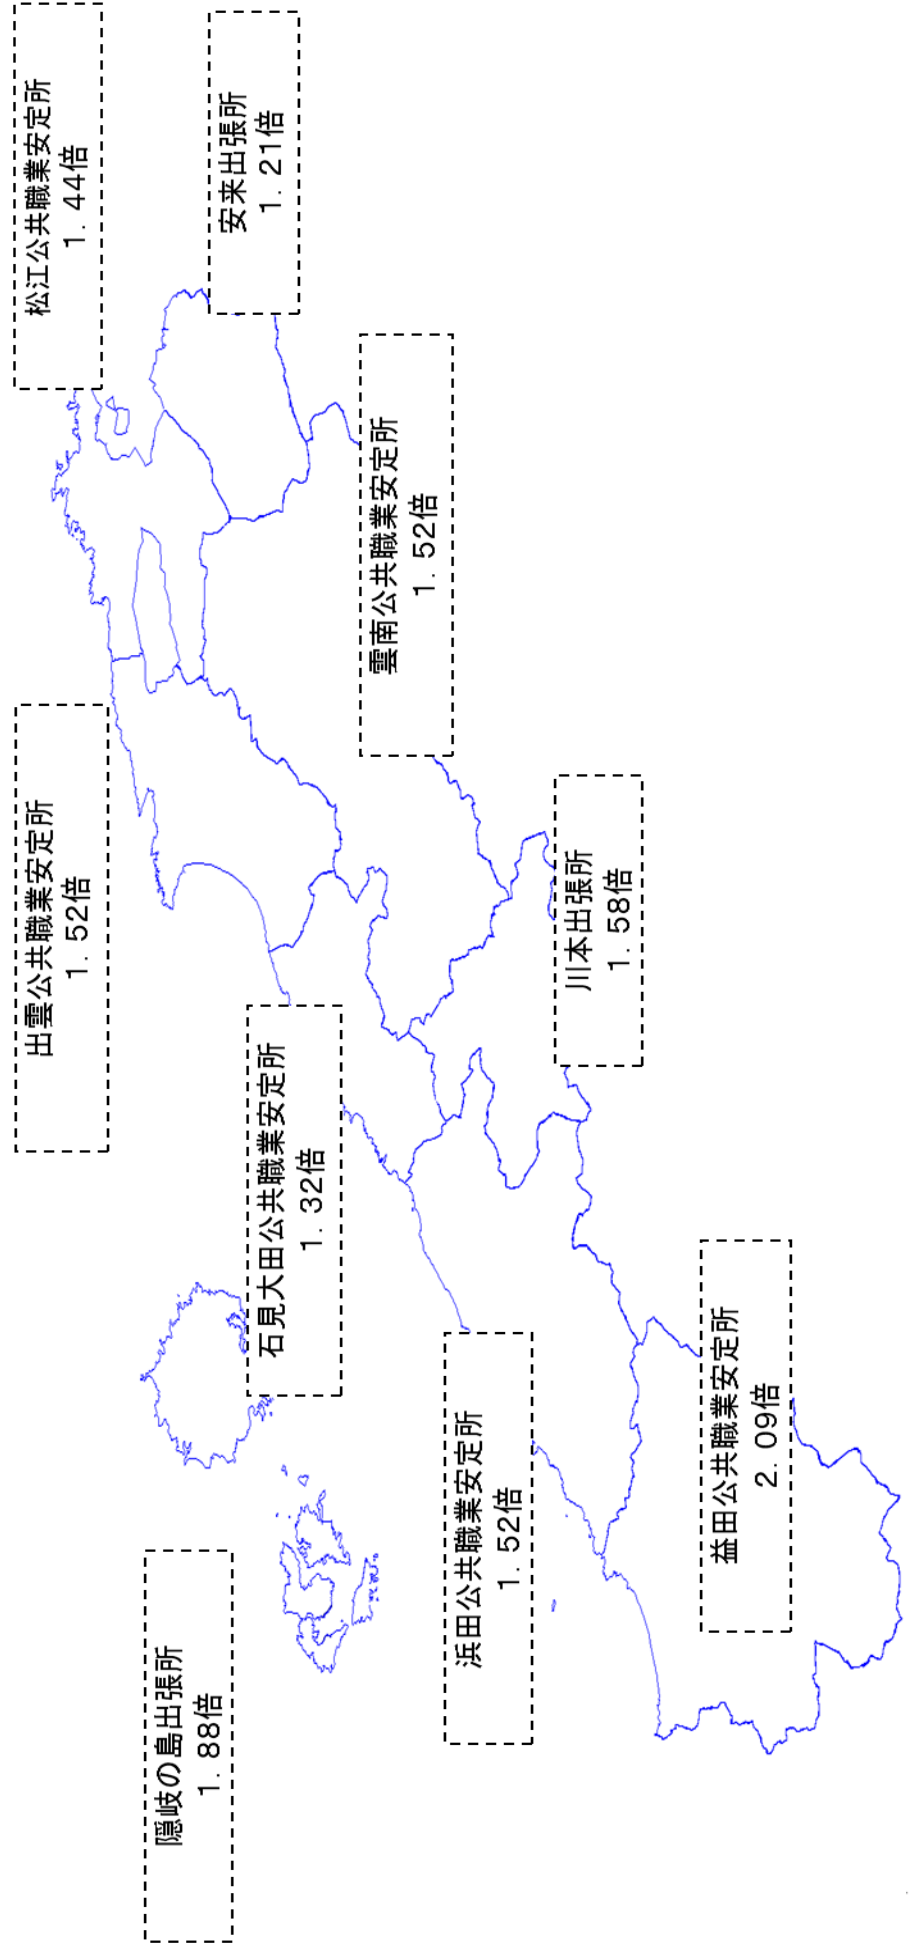 隠岐の島出張所
1. 88倍
出雲公共職業安定所
1. 52倍
松江公共職業安定所
1. 44倍
安来出張所
1. 21倍
石見大田公共職業安定所
1. 32倍
雲南公共職業安定所
1. 52倍
浜田公共職業安定所
1. 52倍
川本出張所
1. 58倍
益田公共職業安定所
2. 09倍